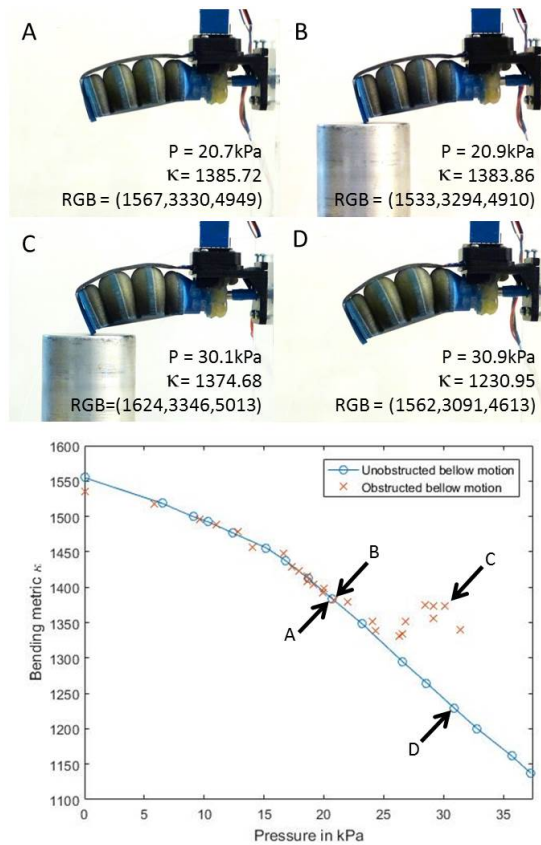 A
P = 20.7kPa
κ = 1385.72
RGB = (1567,3330,4949)
B
P = 20.9kPa
κ = 1383.86
RGB = (1533,3294,4910)
C
P = 30.1kPa
κ = 1374.68
RGB=(1624,3346,5013)
D
P = 30.9kPa
κ = 1230.95
RGB = (1562,3091,4613)
1600
1550
1500
1450
1400
1350
1300
1250
1200
1150
1100
Bending metric κ
Unobstructed bellow motion
Obstructed bellow motion
B
C
A
D
0 5 10 15 20 25 30 35
Pressure in kPa